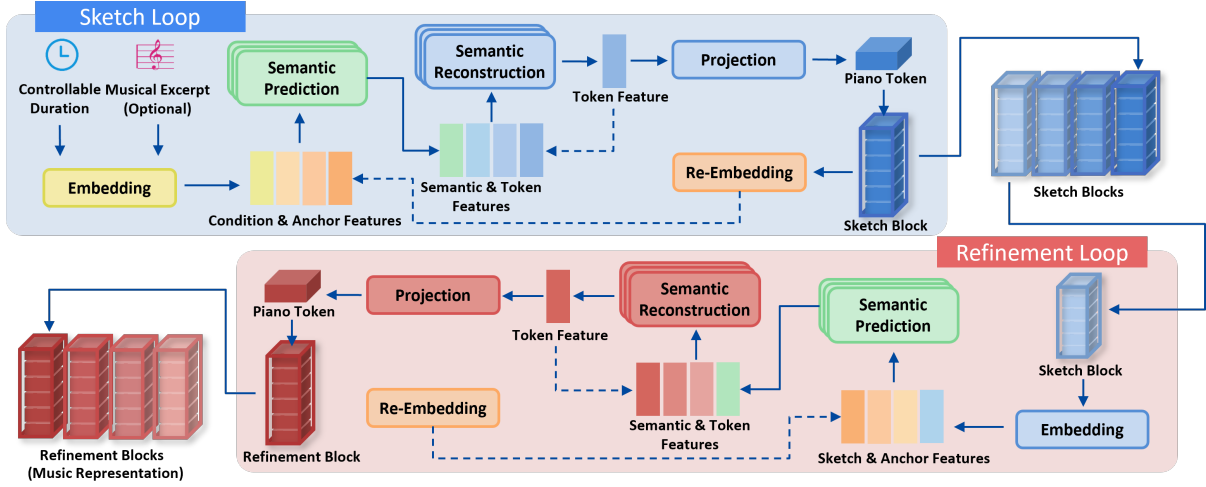 Sketch Loop
Controllable
Duration
Musical Excerpt
(Optional)
Embedding
Semantic
Prediction
Condition & Anchor Features
Semantic
Reconstruction
Semantic & Token
Features
Token Feature
Projection
Piano Token
Re-Embedding
Sketch Block
Sketch Blocks
Refinement Loop
Sketch Block
Embedding
Sketch & Anchor Features
Semantic
Prediction
Semantic
Reconstruction
Semantic & Token
Features
Token Feature
Projection
Piano Token
Re-Embedding
Refinement Block
Refinement Blocks
(Music Representation)